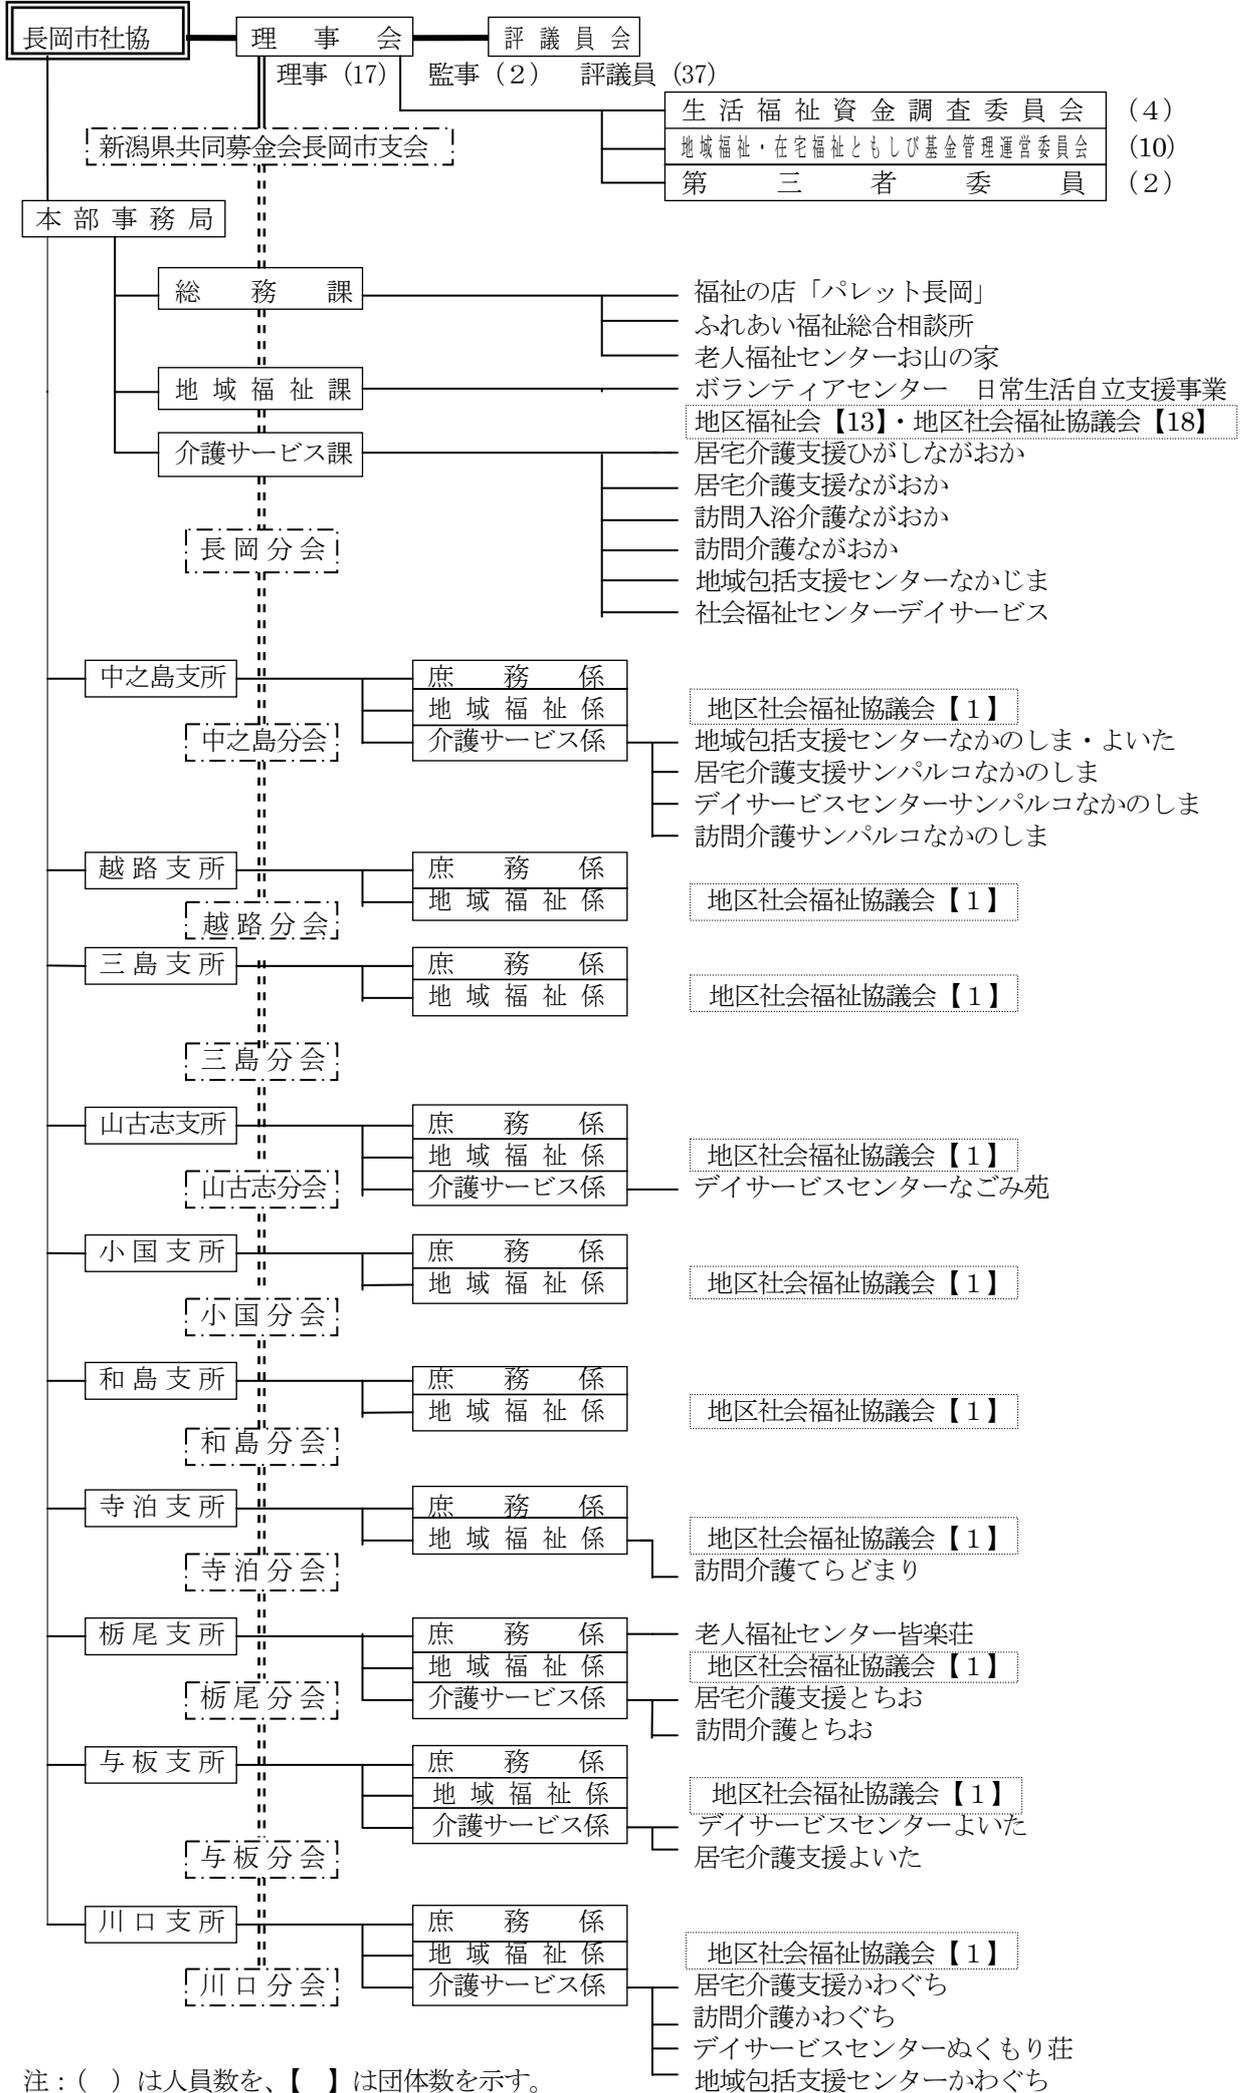 長岡市社協 理事会 評議員会
理事（17） 監事（２） 評議員（37）
生活福祉資金調査委員会 （４）
新潟県共同募金会長岡市支会 地域福祉・在宅福祉ともしび基金管理運営委員会 （10）
第三者委員 （２）
本部事務局
総務課 福祉の店「パレット長岡」
ふれあい福祉総合相談所
老人福祉センターお山の家
地域福祉課 ボランティアセンター　日常生活自立支援事業
地区福祉会【13】・地区社会福祉協議会【18】
介護サービス課 居宅介護支援ひがしながおか
居宅介護支援ながおか
訪問入浴介護ながおか
長岡分会 訪問介護ながおか
地域包括支援センターなかじま
社会福祉センターデイサービス
中之島支所 庶務係
地域福祉係 地区社会福祉協議会【１】
中之島分会 介護サービス係 地域包括支援センターなかのしま・よいた
居宅介護支援サンパルコなかのしま
デイサービスセンターサンパルコなかのしま
訪問介護サンパルコなかのしま
越路支所 庶務係
地域福祉係 地区社会福祉協議会【１】
越路分会
三島支所 庶務係
地域福祉係 地区社会福祉協議会【１】
三島分会
山古志支所 庶務係
地域福祉係 地区社会福祉協議会【１】
山古志分会 介護サービス係 デイサービスセンターなごみ苑
小国支所 庶務係
地域福祉係 地区社会福祉協議会【１】
小国分会
和島支所 庶務係
地域福祉係 地区社会福祉協議会【１】
和島分会
寺泊支所 庶務係
地域福祉係 地区社会福祉協議会【１】
寺泊分会 訪問介護てらどまり
栃尾支所 庶務係 老人福祉センター皆楽荘
地域福祉係 地区社会福祉協議会【１】
栃尾分会 介護サービス係 居宅介護支援とちお
訪問介護とちお
与板支所 庶務係
地域福祉係 地区社会福祉協議会【１】
介護サービス係 デイサービスセンターよいた
与板分会 居宅介護支援よいた
川口支所 庶務係
地域福祉係 地区社会福祉協議会【１】
川口分会 介護サービス係 居宅介護支援かわぐち
訪問介護かわぐち
デイサービスセンターぬくもり荘
地域包括支援センターかわぐち
注：（　）は人員数を、【　】は団体数を示す。